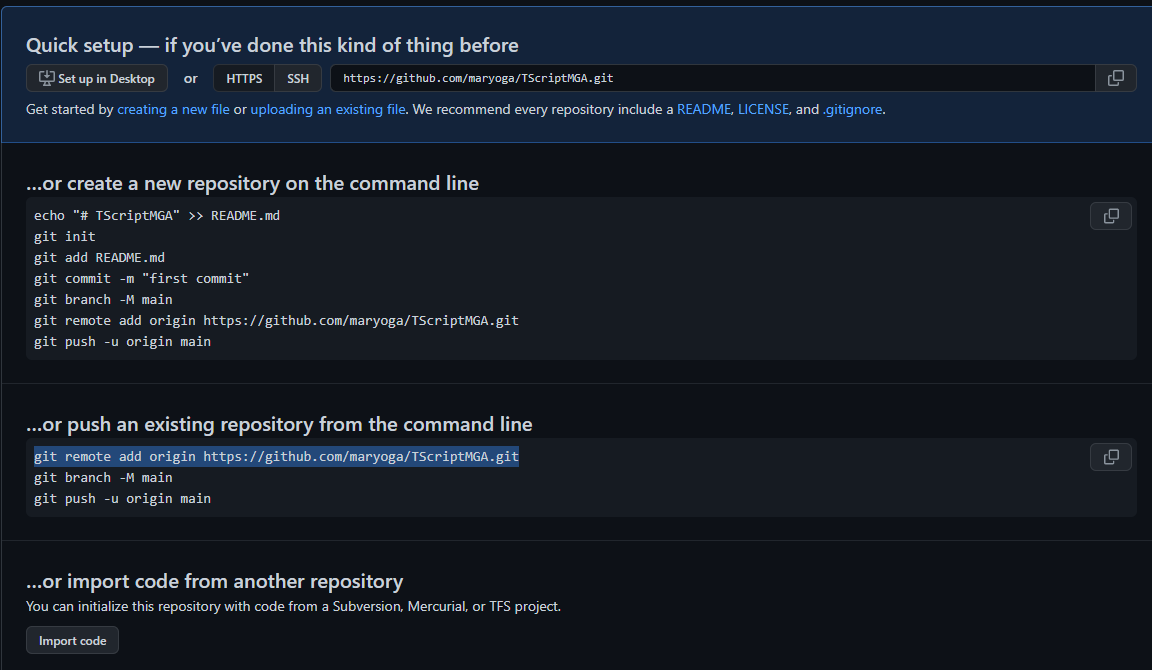 Quick setup — if you’ve done this kind of thing before
Set up in Desktop or HTTPS SSH https://github.com/maryoga/TScriptMGA.git
Get started by creating a new file or uploading an existing file. We recommend every repository include a README, LICENSE, and .gitignore.
…or create a new repository on the command line
echo "# TScriptMGA" >> README.md
git init
git add README.md
git commit -m "first commit"
git branch -M main
git remote add origin https://github.com/maryoga/TScriptMGA.git
git push -u origin main
…or push an existing repository from the command line
git remote add origin https://github.com/maryoga/TScriptMGA.git
git branch -M main
git push -u origin main
…or import code from another repository
You can initialize this repository with code from a Subversion, Mercurial, or TFS project.
Import code